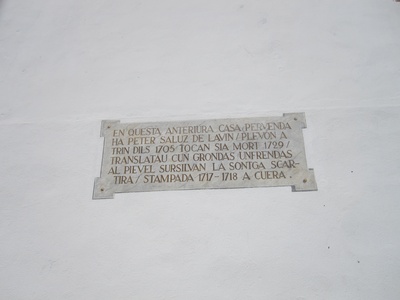 EN QUESTA ANTERIURA CASA PERVENDA
HA PETER SALUZ DE LAVIN / PLEVON A
TRIN DILS 1705 TOCAN SIA MORT 1729 /
TRANSLATAU CUN GRONDAS UNFRENDAS
AL PIEVEL SURSILVAN LA SONTGA SCAR-
TIRA / STAMPADA 1717-1718 A CUERA.